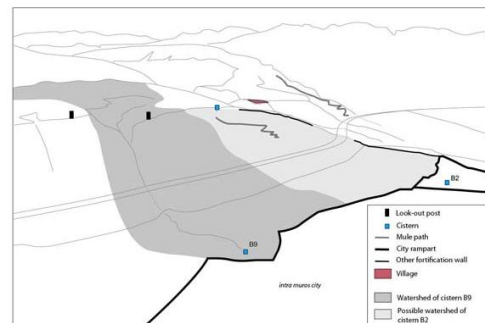 B2
B9
intra muros city
Look-out post
Cistern
Mule path
City rampart
Other fortification wall
Village
Watershed of cistern B9
Possible watershed of
cistern B2